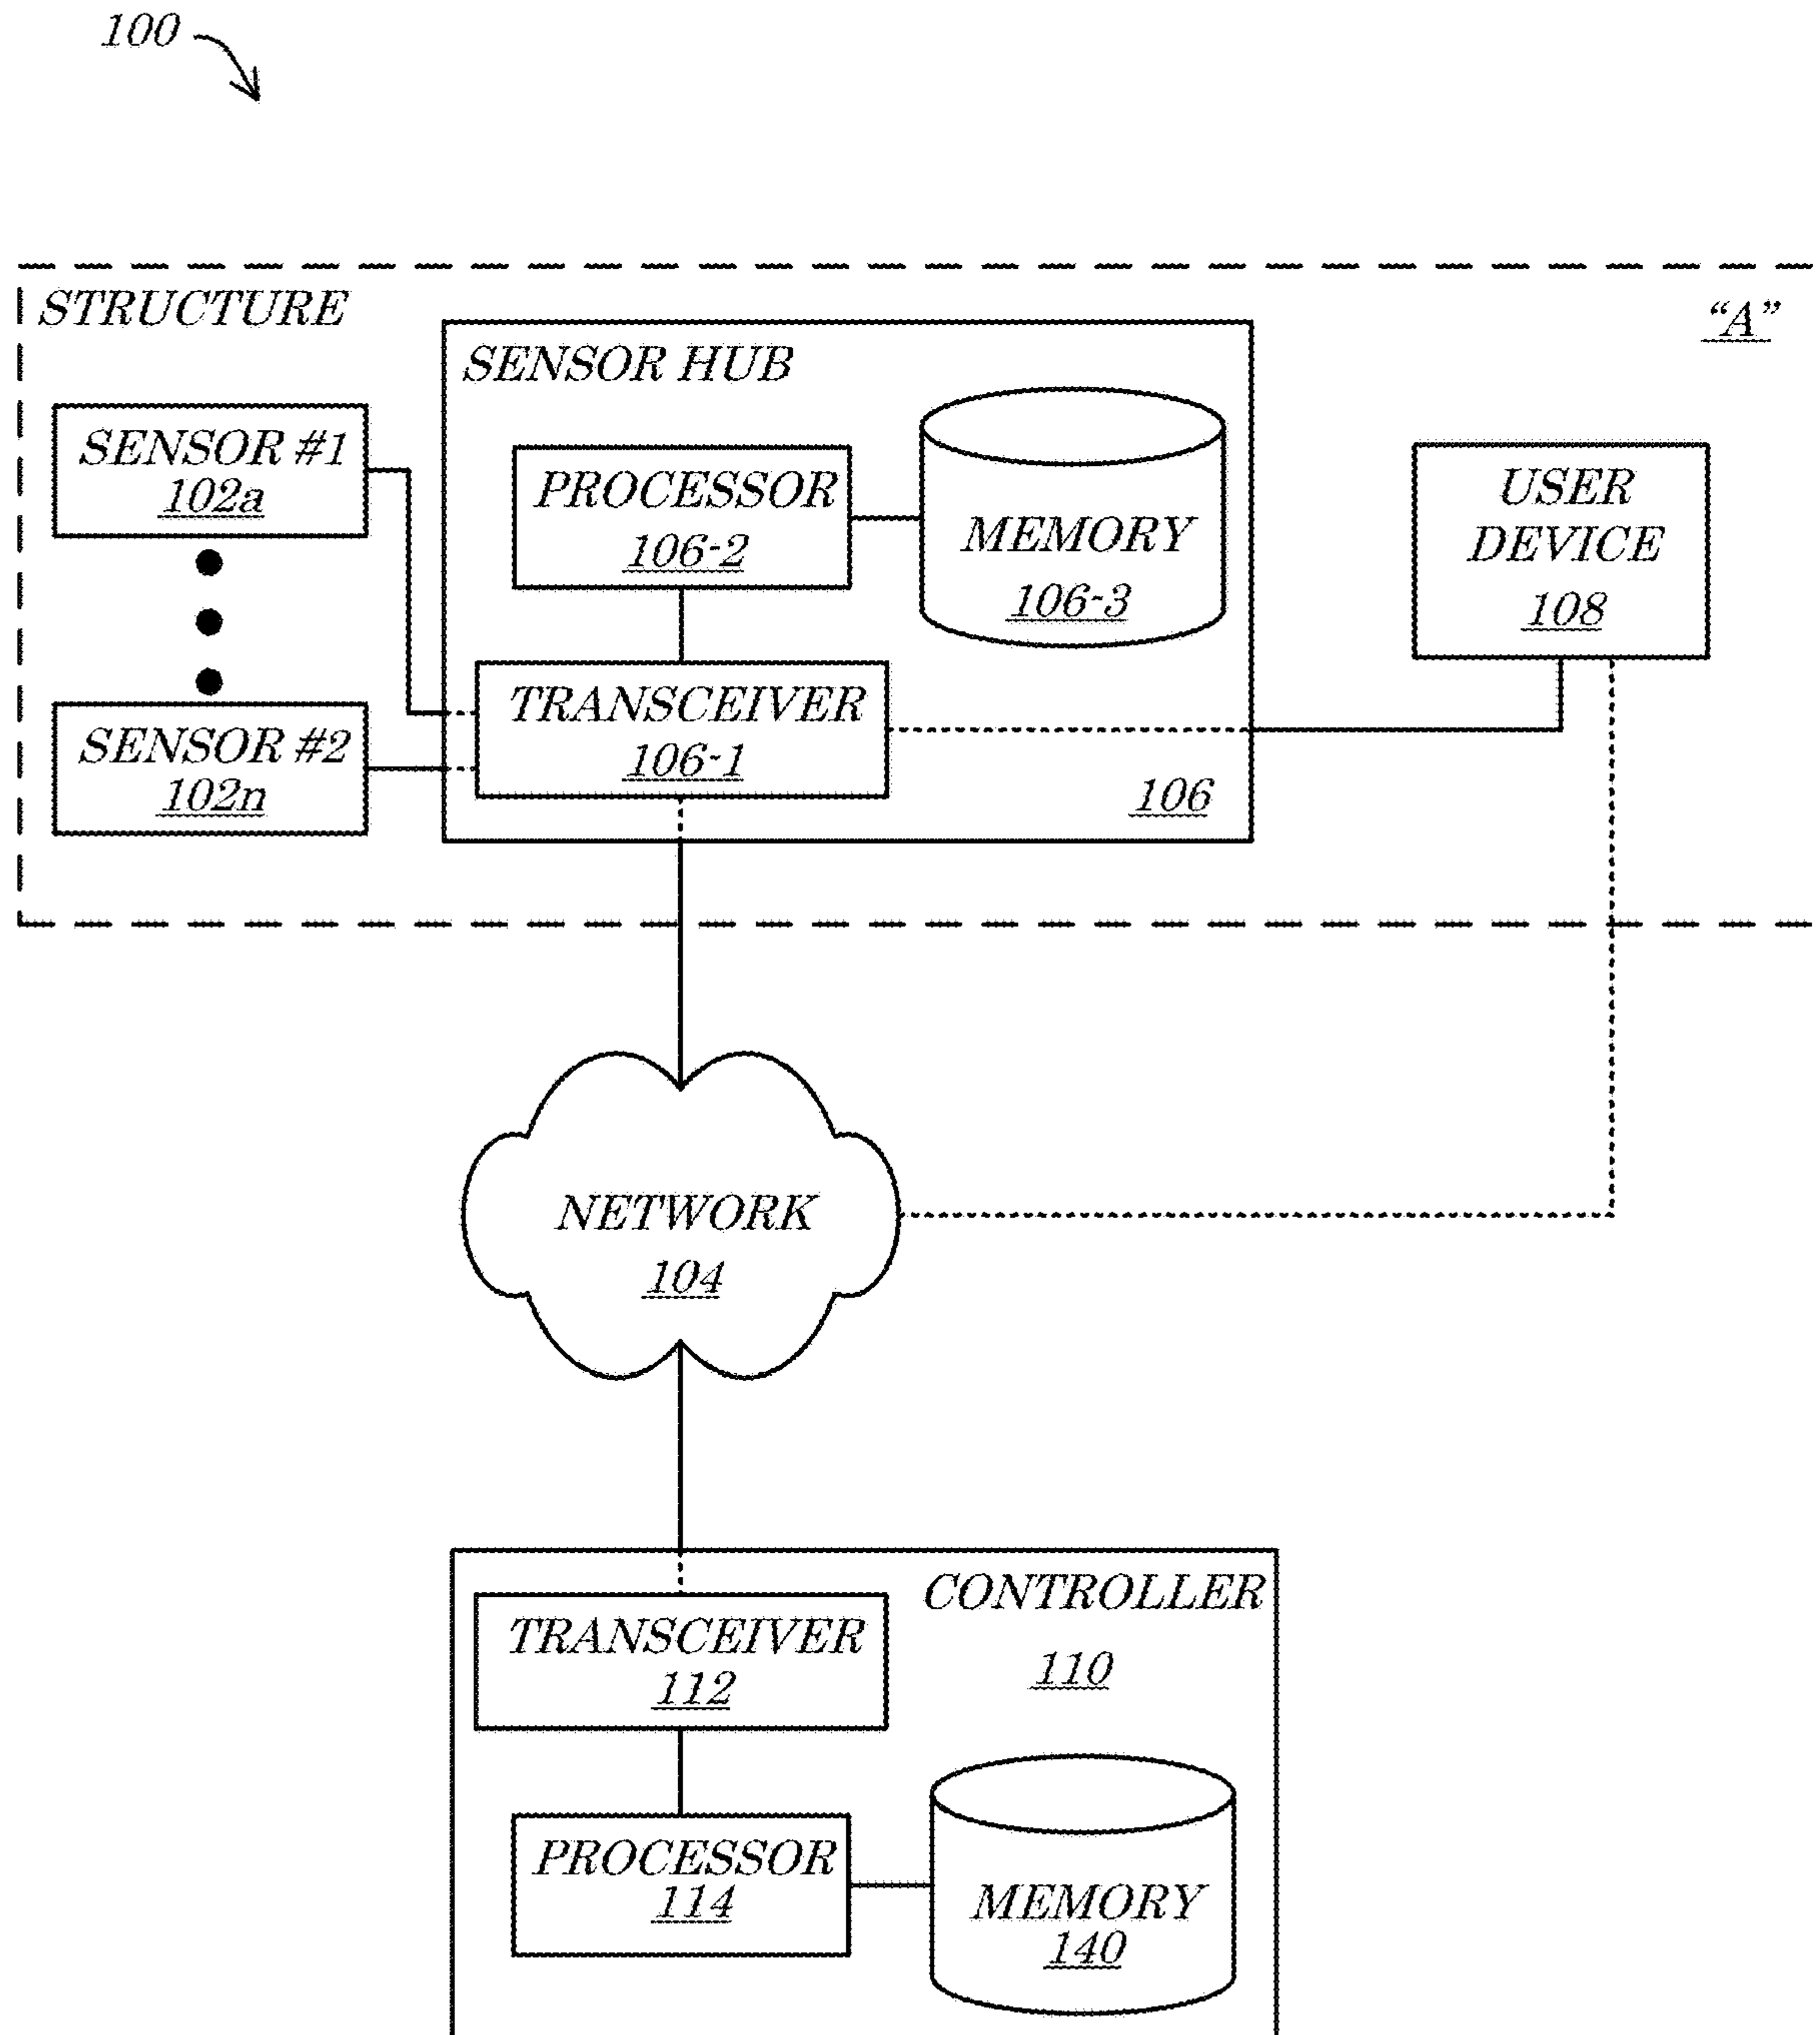 100
STRUCTURE
"A"
SENSOR HUB
SENSOR #1
102a
PROCESSOR
106-2
MEMORY
106-3
USER
DEVICE
108
SENSOR #2
102n
TRANSCEIVER
106-1
106
NETWORK
104
CONTROLLER
110
TRANSCEIVER
112
PROCESSOR
114
MEMORY
140